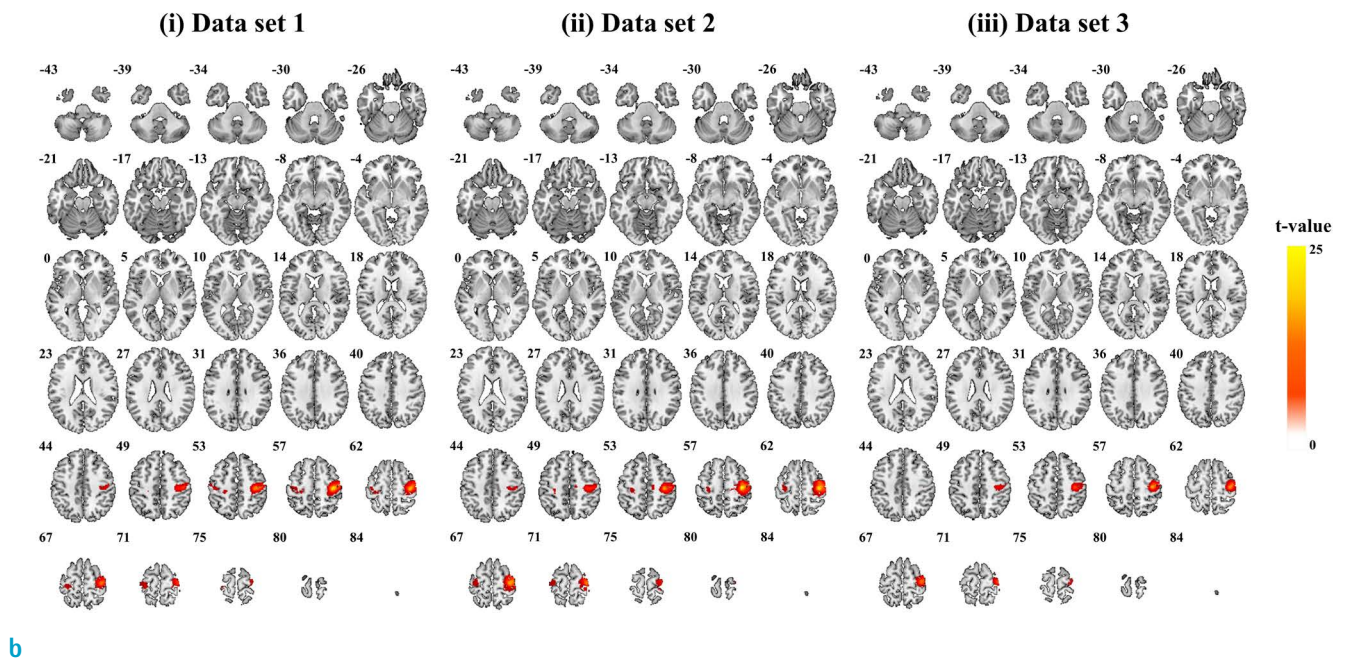 (i) Data set 1 (ii) Data set 2 (iii) Data set 3
-43 -39 -34 -30 -26 -43 -39 -34 -30 -26 -43 -39 -34 -30 -26
-21 -17 -13 -8 -4 -21 -17 -13 -8 -4 -21 -17 -13 -8 -4
t-value
25
0 5 10 14 18 0 5 10 14 18 0 5 10 14 18
23 27 31 36 40 23 27 31 36 40 23 27 31 36 40
0
44 49 53 57 62 44 49 53 57 62 44 49 53 57 62
67 71 75 80 84 67 71 75 80 84 67 71 75 80 84
b